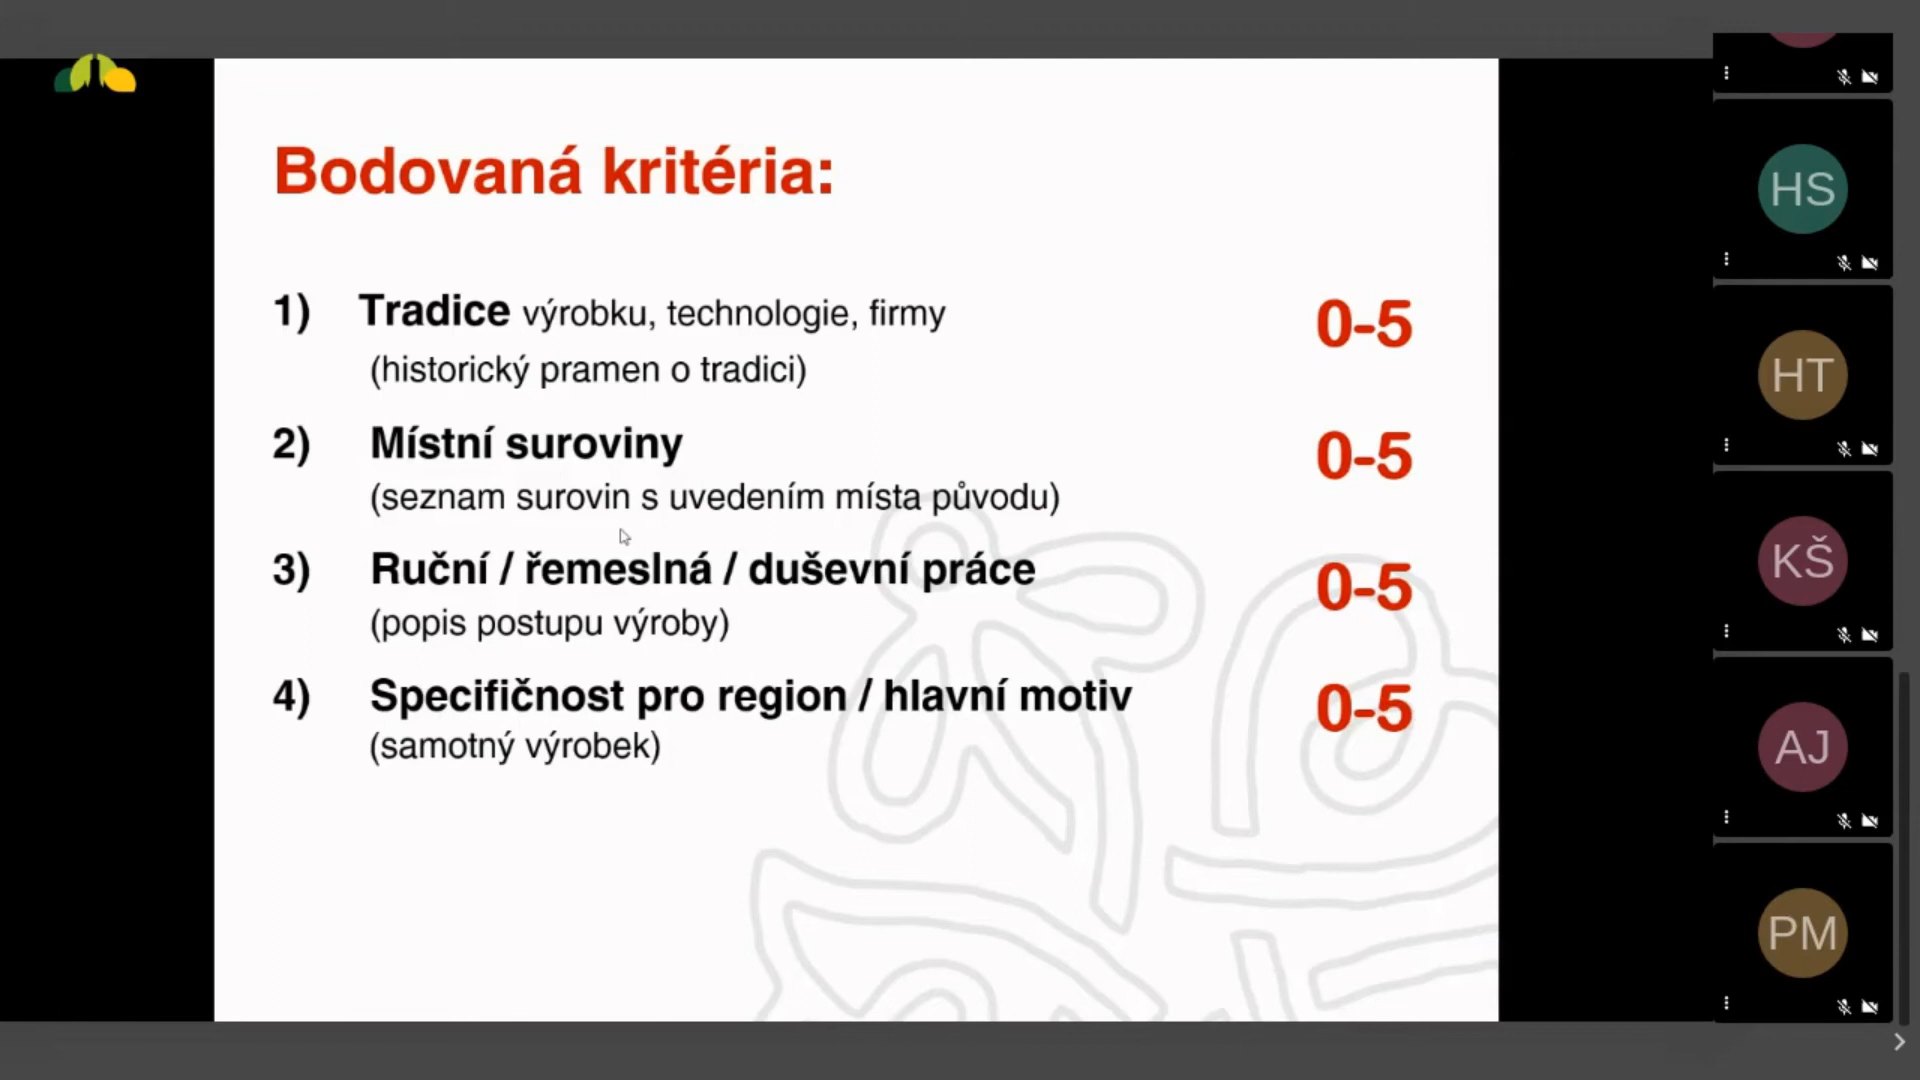 Bodovaná kritéria:
1) Tradice výrobku, technologie, firmy 0-5
(historický pramen o tradici)
2) Místní suroviny 0-5
(seznam surovin s uvedením místa původu)
3) Ruční / řemeslná / duševní práce 0-5
(popis postupu výroby)
4) Specifičnost pro region / hlavní motiv 0-5
(samotný výrobek)
HS
HT
KŠ
AJ
PM